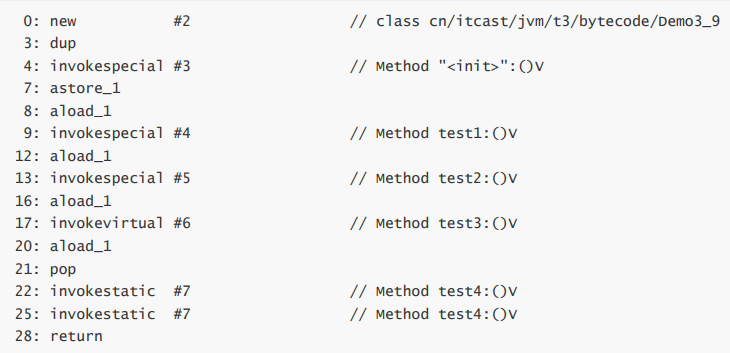 0: new #2 // class cn/itcast/jvm/t3/bytecode/Demo3_9
3: dup
4: invokespecial #3 // Method "<init>":()V
7: astore_1
8: aload_1
9: invokespecial #4 // Method test1:()V
12: aload_1
13: invokespecial #5 // Method test2:()V
16: aload_1
17: invokevirtual #6 // Method test3:()V
20: aload_1
21: pop
22: invokestatic #7 // Method test4:()V
25: invokestatic #7 // Method test4:()V
28: return